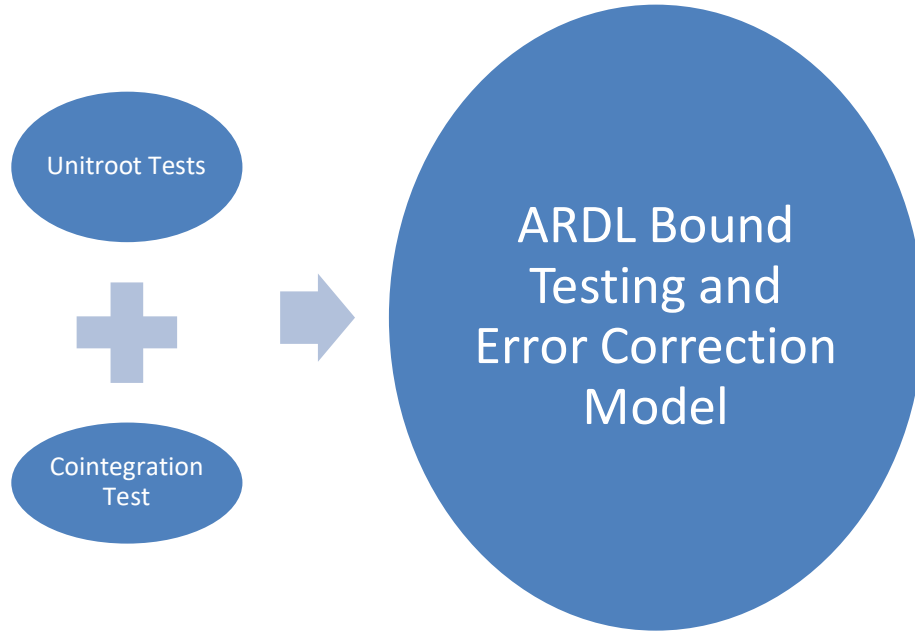 Unitroot Tests
Cointegration
Test
ARDL Bound
Testing and
Error Correction
Model